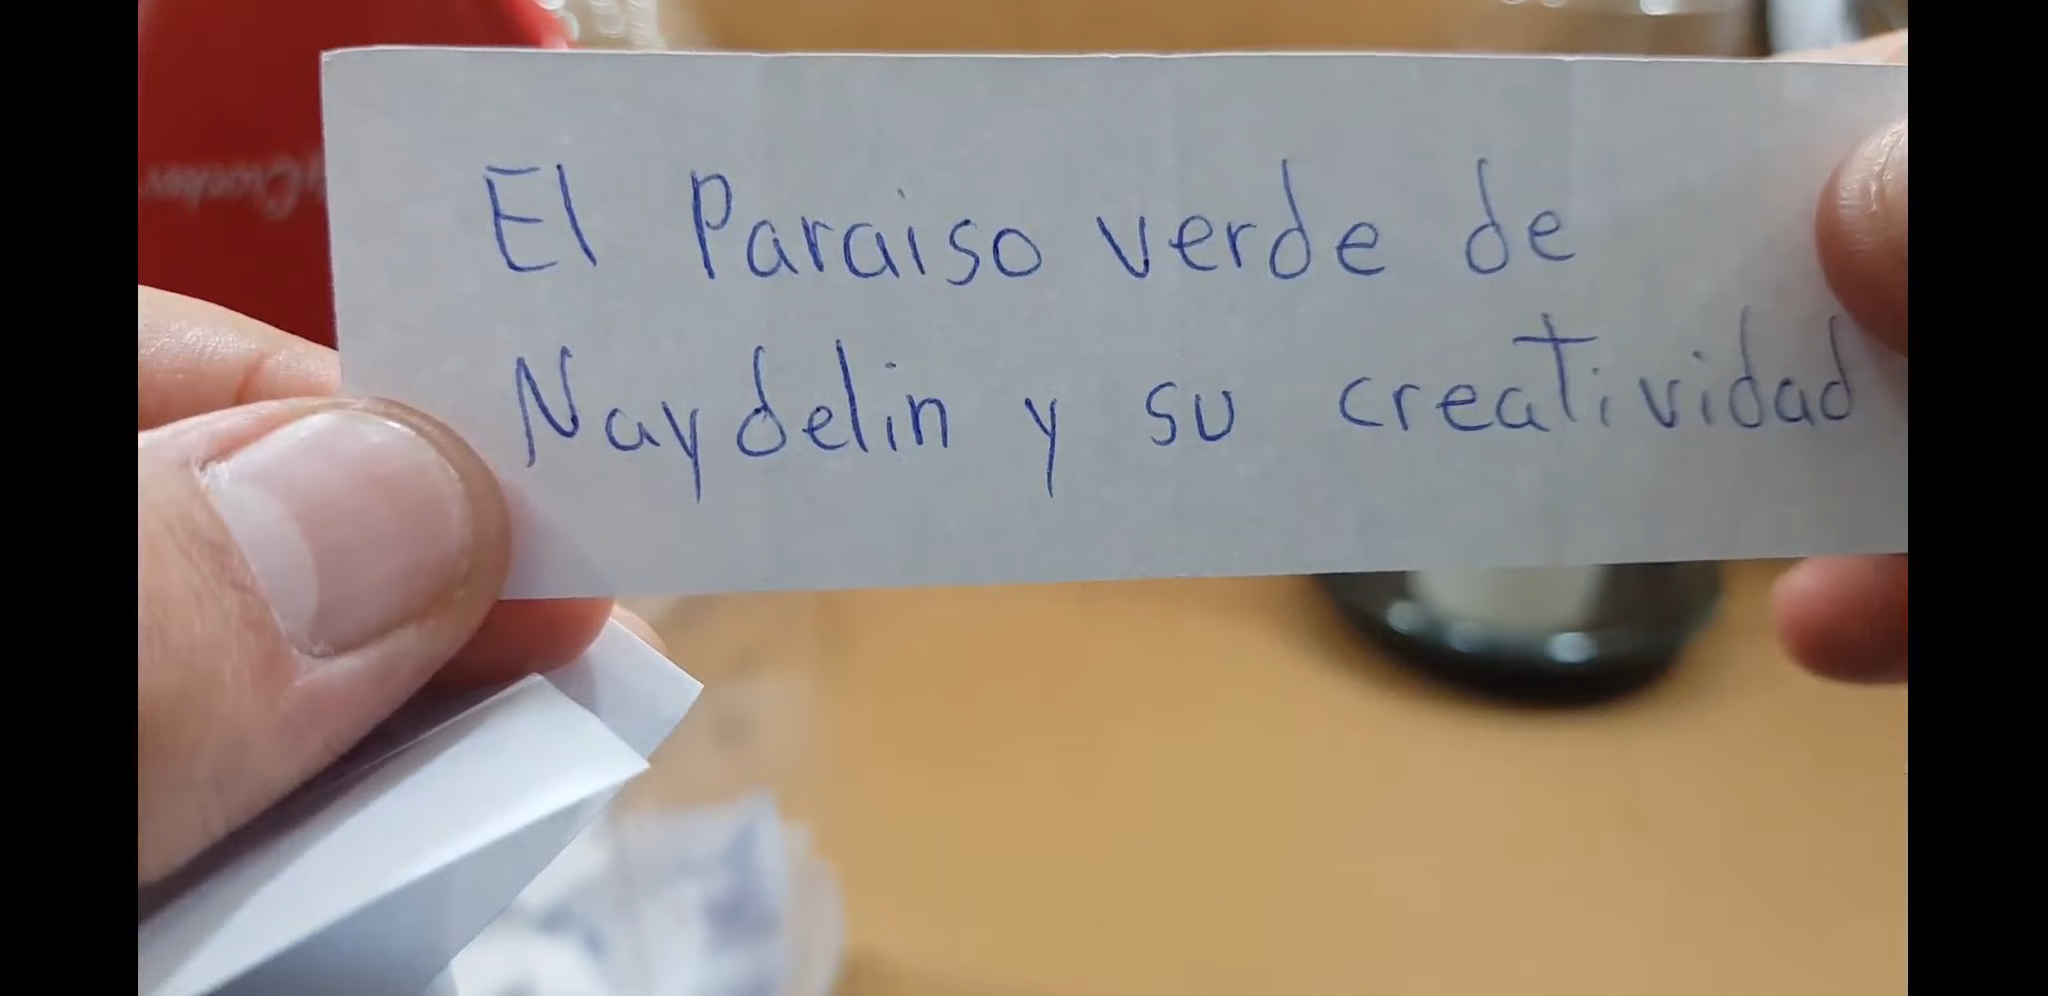 El Paraiso verde de
Naydelin y su creatividad